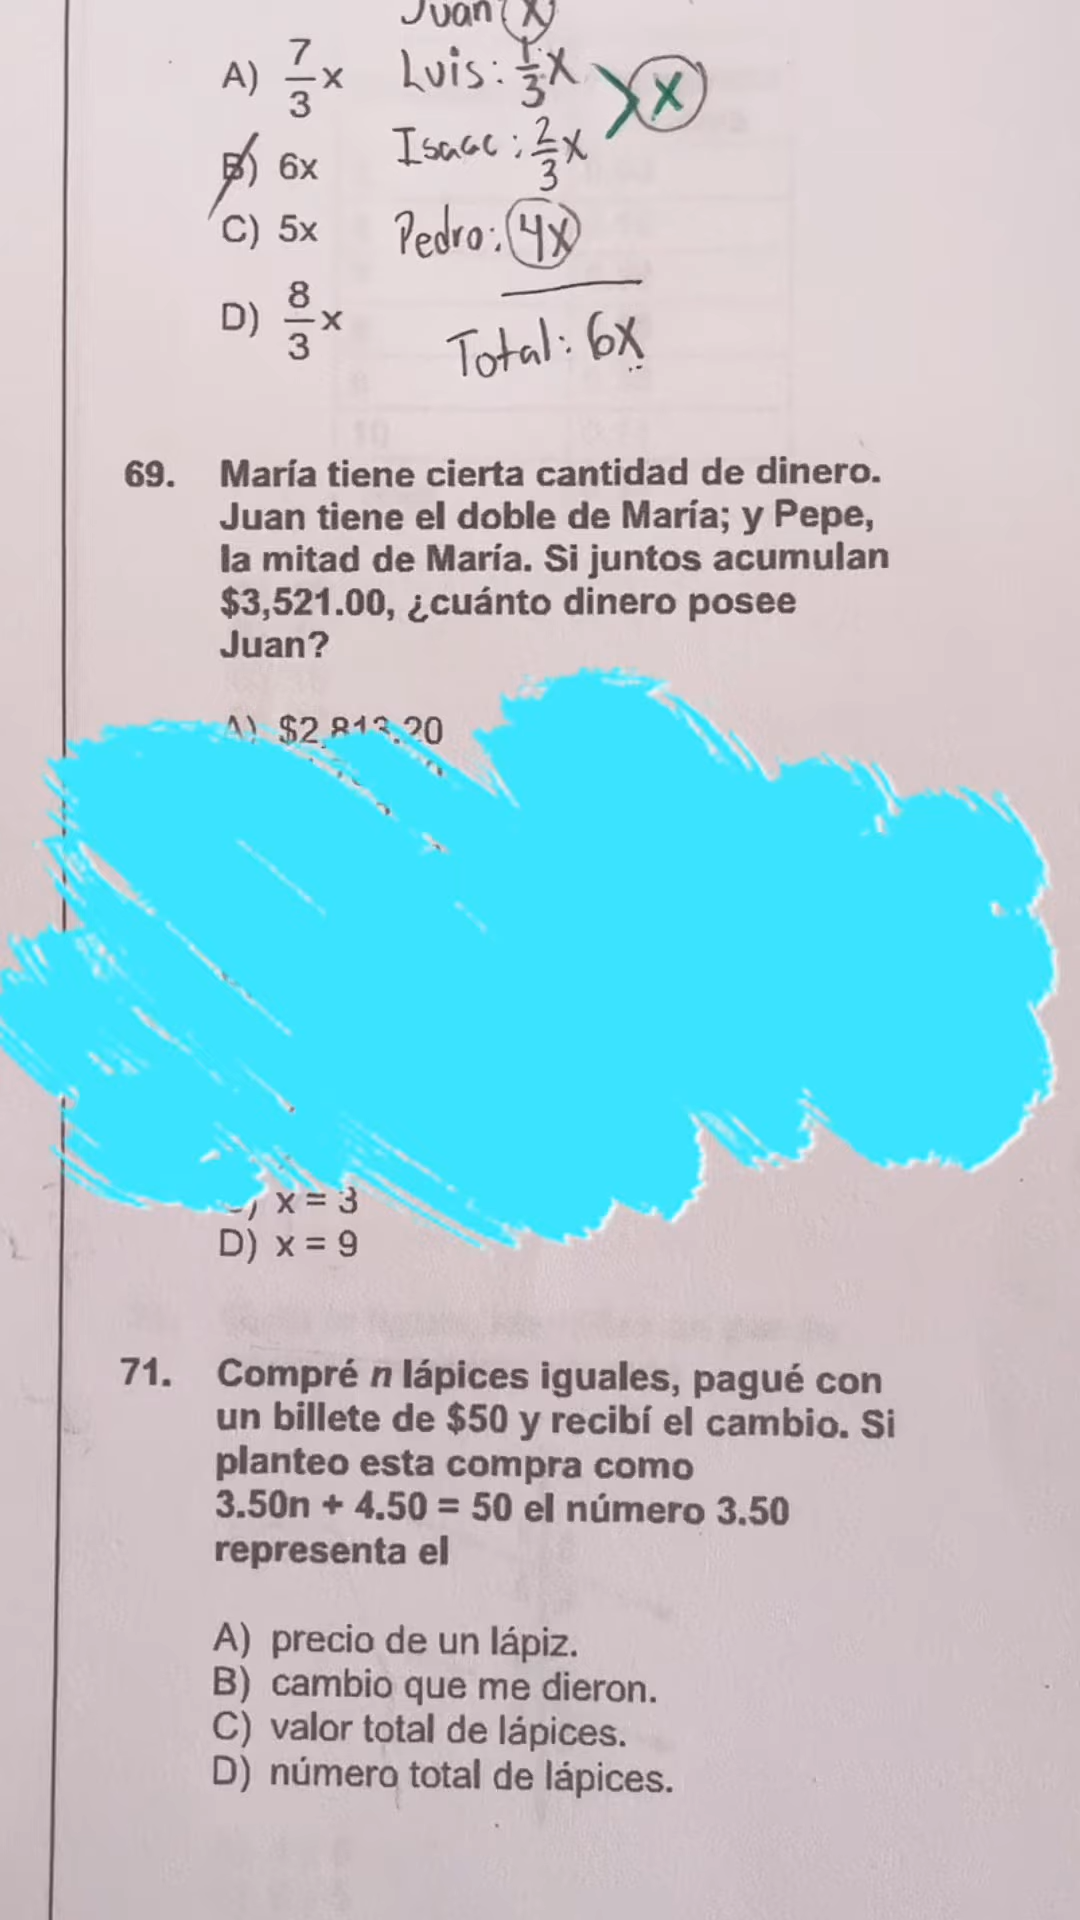 Juan x
A) 7/3 x Luis: 1/3 x
x
Isaac: 2/3 x
B) 6x
C) 5x Pedro: 4x
D) 8/3 x
Total: 6x
69. María tiene cierta cantidad de dinero.
Juan tiene el doble de María; y Pepe,
la mitad de María. Si juntos acumulan
$3,521.00, ¿cuánto dinero posee
Juan?
A) $2,813.20
x = 3
D) x = 9
71. Compré n lápices iguales, pagué con
un billete de $50 y recibí el cambio. Si
planteo esta compra como
3.50n + 4.50 = 50 el número 3.50
representa el
A) precio de un lápiz.
B) cambio que me dieron.
C) valor total de lápices.
D) número total de lápices.